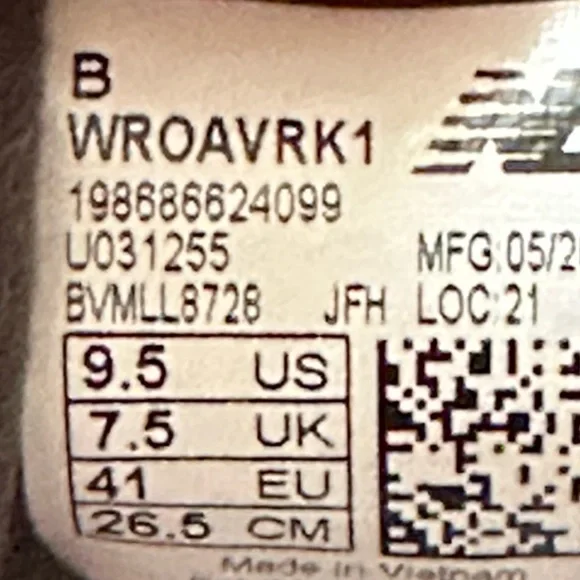 B
WROAVRK1
198686624099
U031255 MFG:05/2
BVMLL8728 JFH LOC:21
9.5 US
7.5 UK
41 EU
26.5 CM
Made in Vietnam